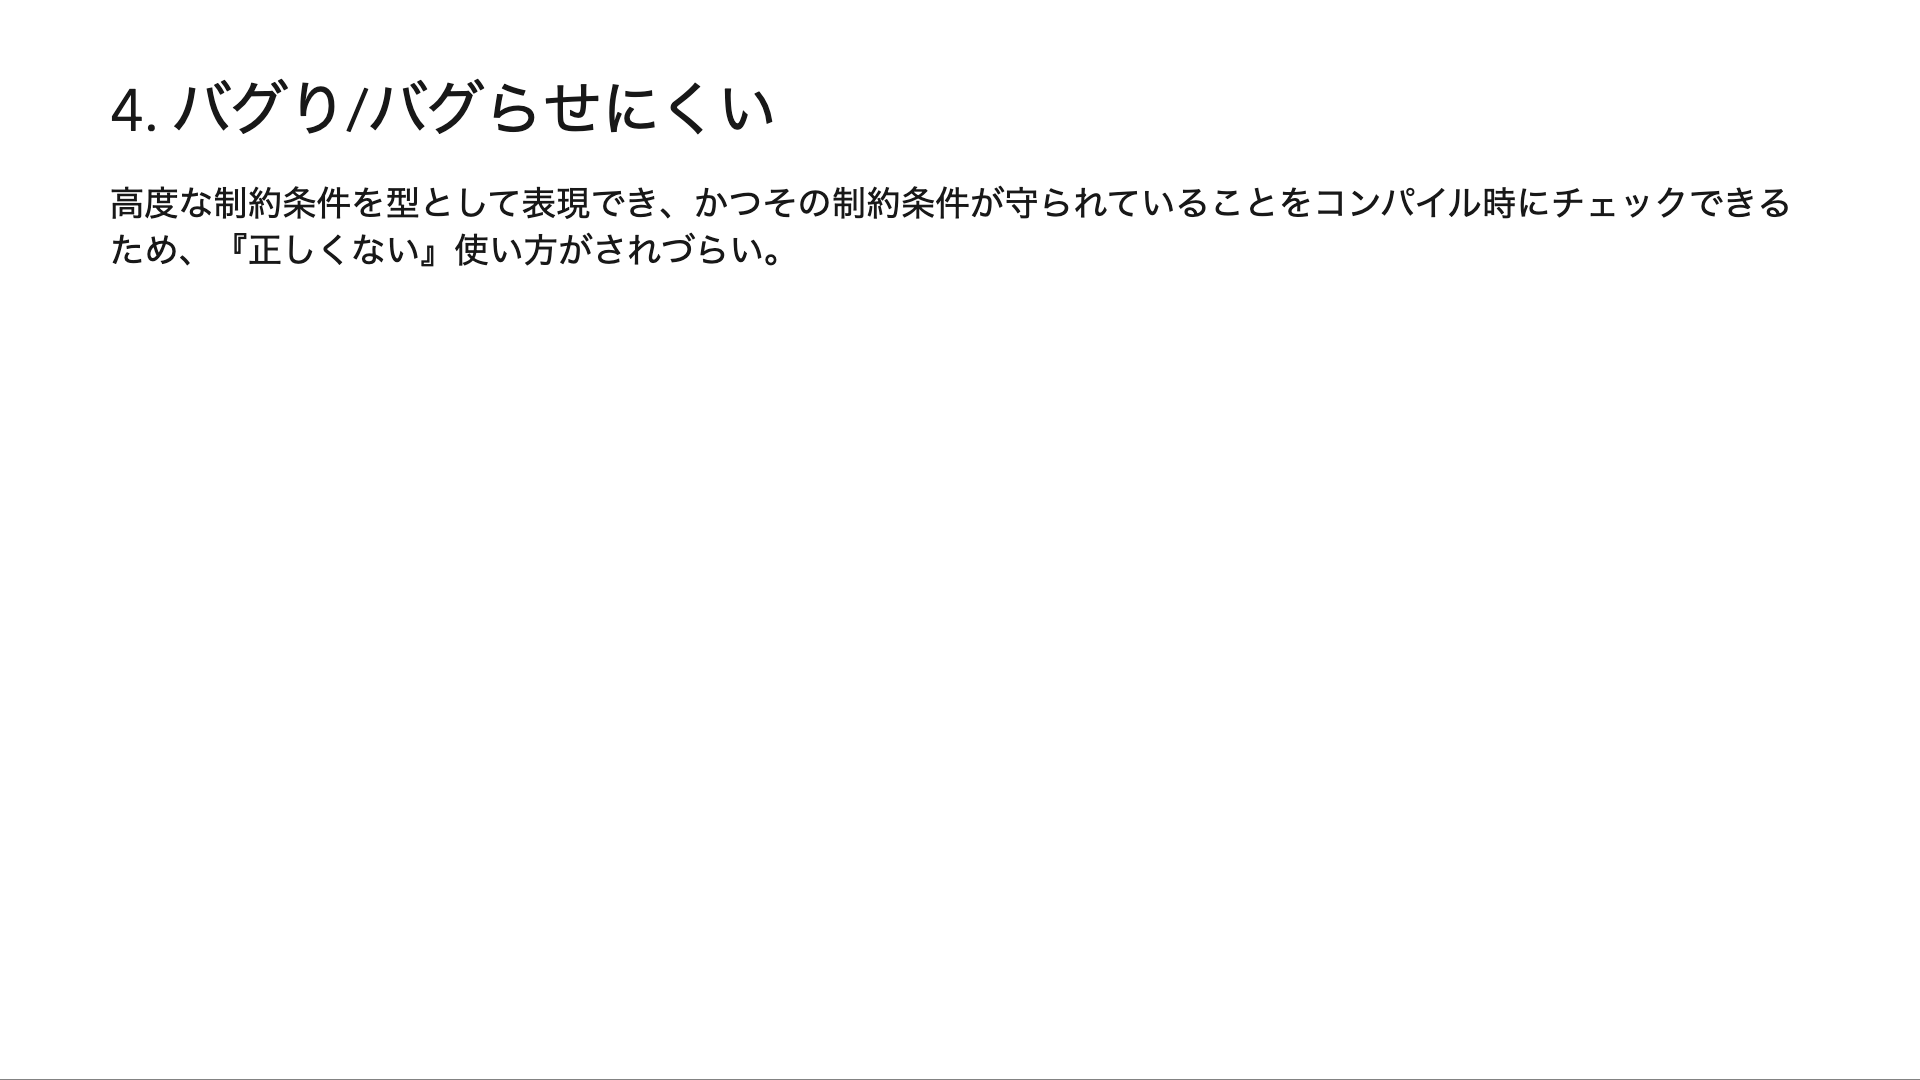 4. バグり/バグらせにくい
高度な制約条件を型として表現でき、かつその制約条件が守られていることをコンパイル時にチェックできる
ため、『正しくない』使い方がされづらい。